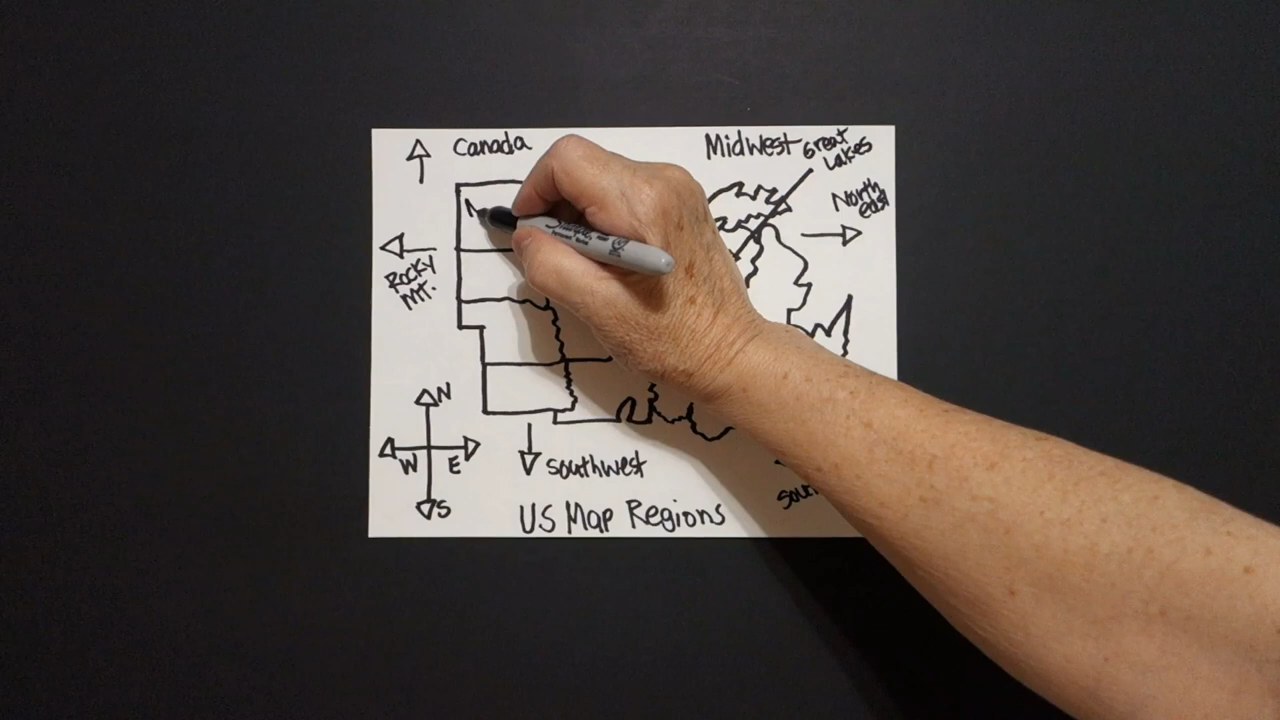 Canada
Midwest
Great
Lakes
North
east
Rocky
Mt.
N
W E
S
southwest
US Map Regions